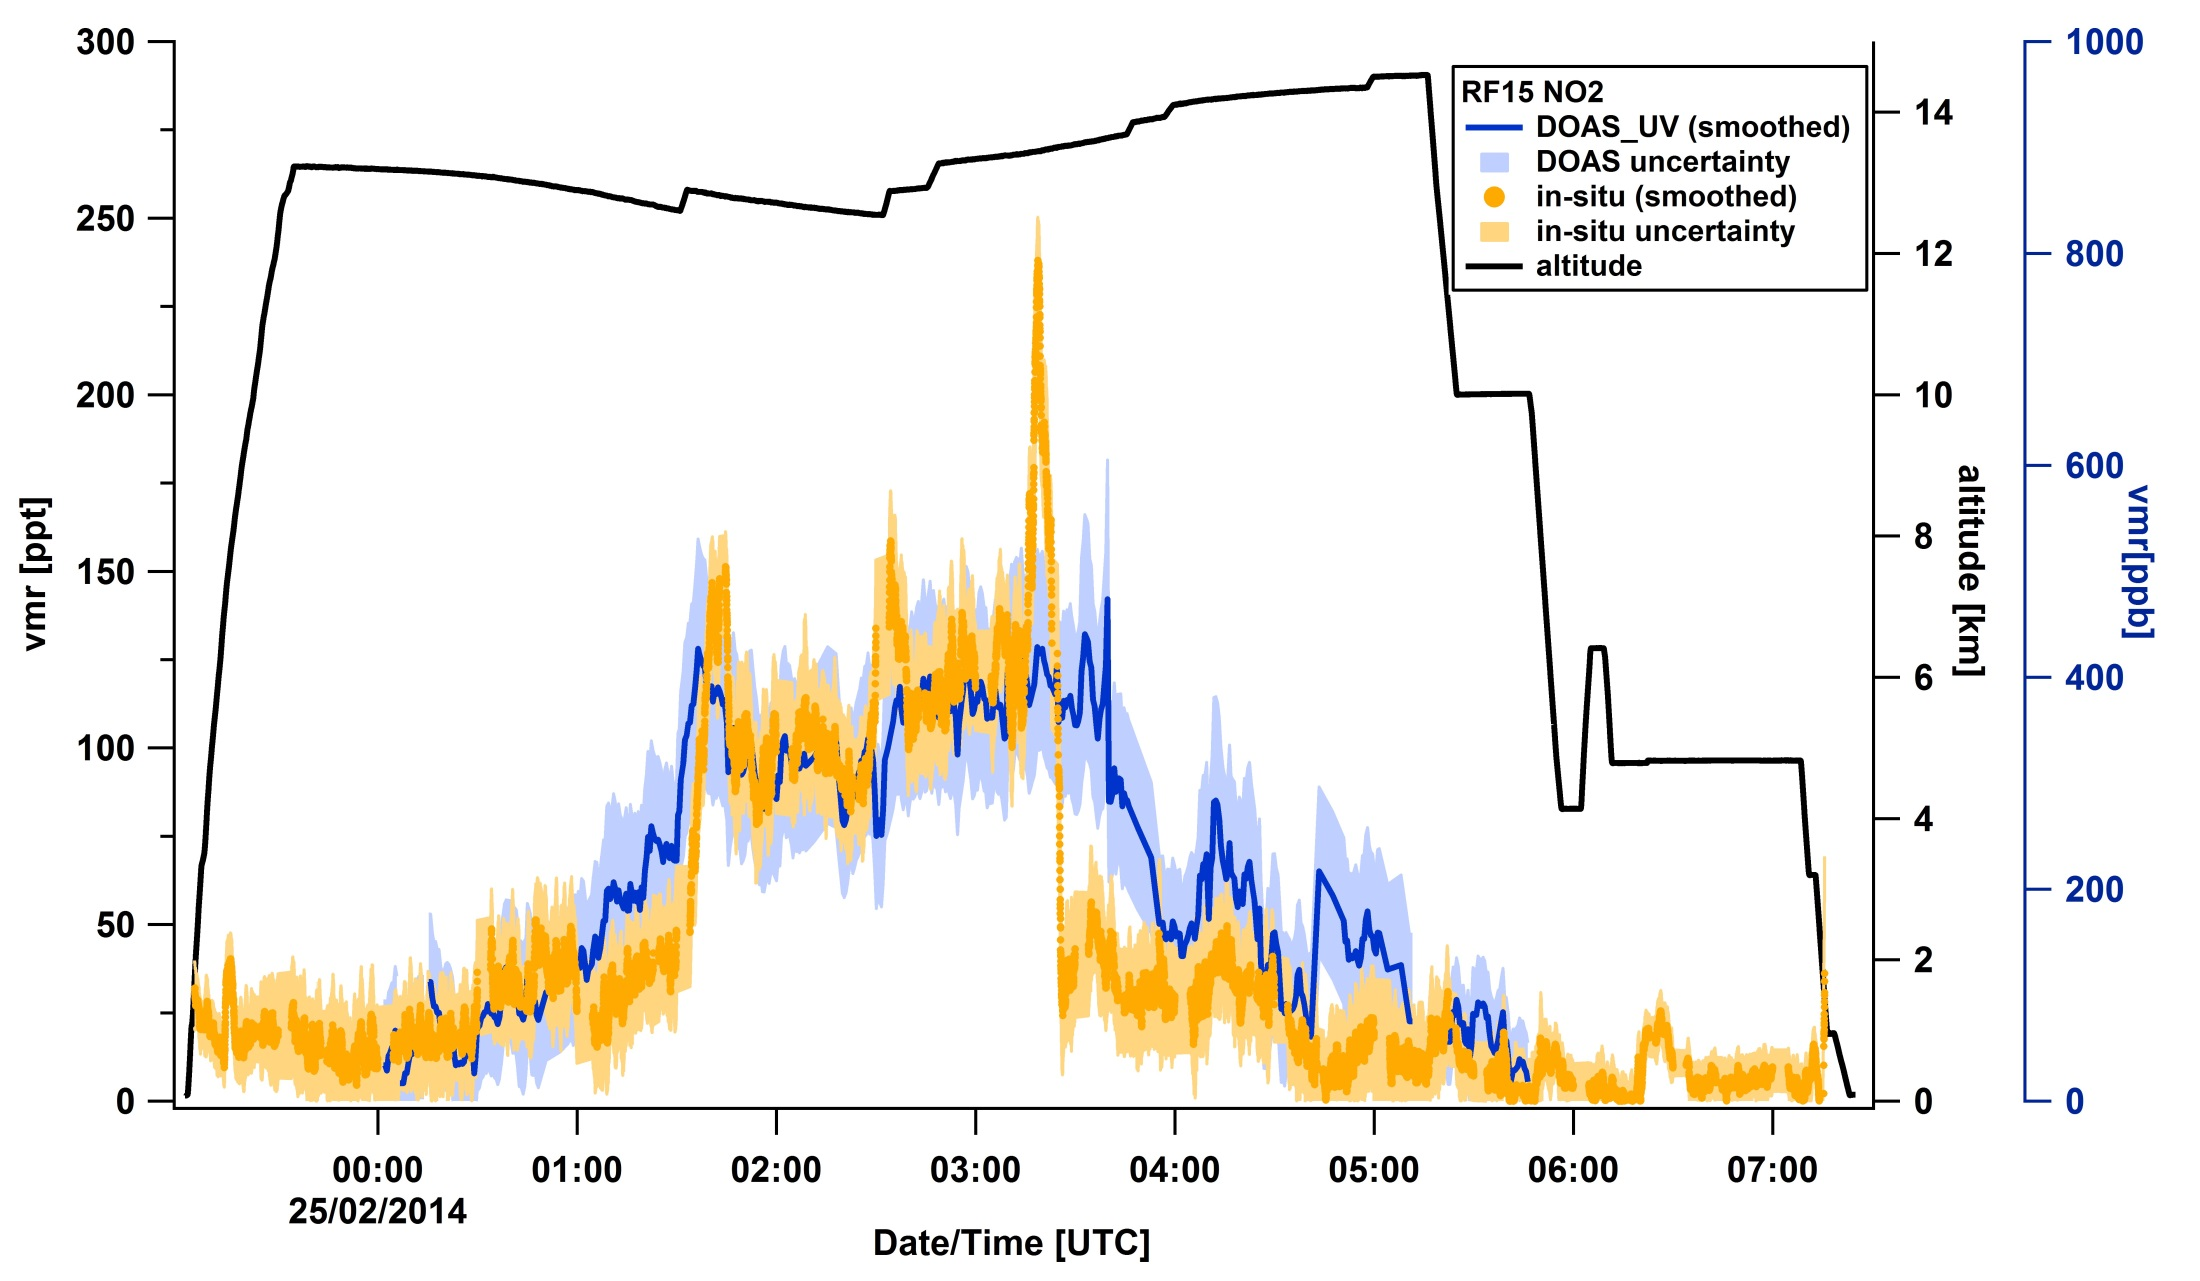 300
250
200
150
100
50
0
vmr [ppt]
RF15 NO2
DOAS_UV (smoothed)
DOAS uncertainty
in-situ (smoothed)
in-situ uncertainty
altitude
14
12
10
8
6
4
2
0
altitude [km]
1000
800
600
400
200
0
vmr[ppb]
00:00 01:00 02:00 03:00 04:00 05:00 06:00 07:00
25/02/2014
Date/Time [UTC]